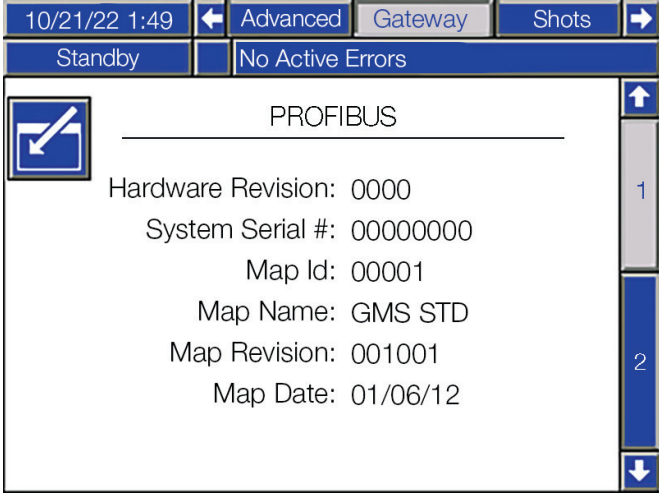 10/21/22 1:49 Advanced Gateway Shots
Standby No Active Errors
PROFIBUS
1
Hardware Revision: 0000
System Serial #: 00000000
Map Id: 00001
Map Name: GMS STD
Map Revision: 001001
2
Map Date: 01/06/12